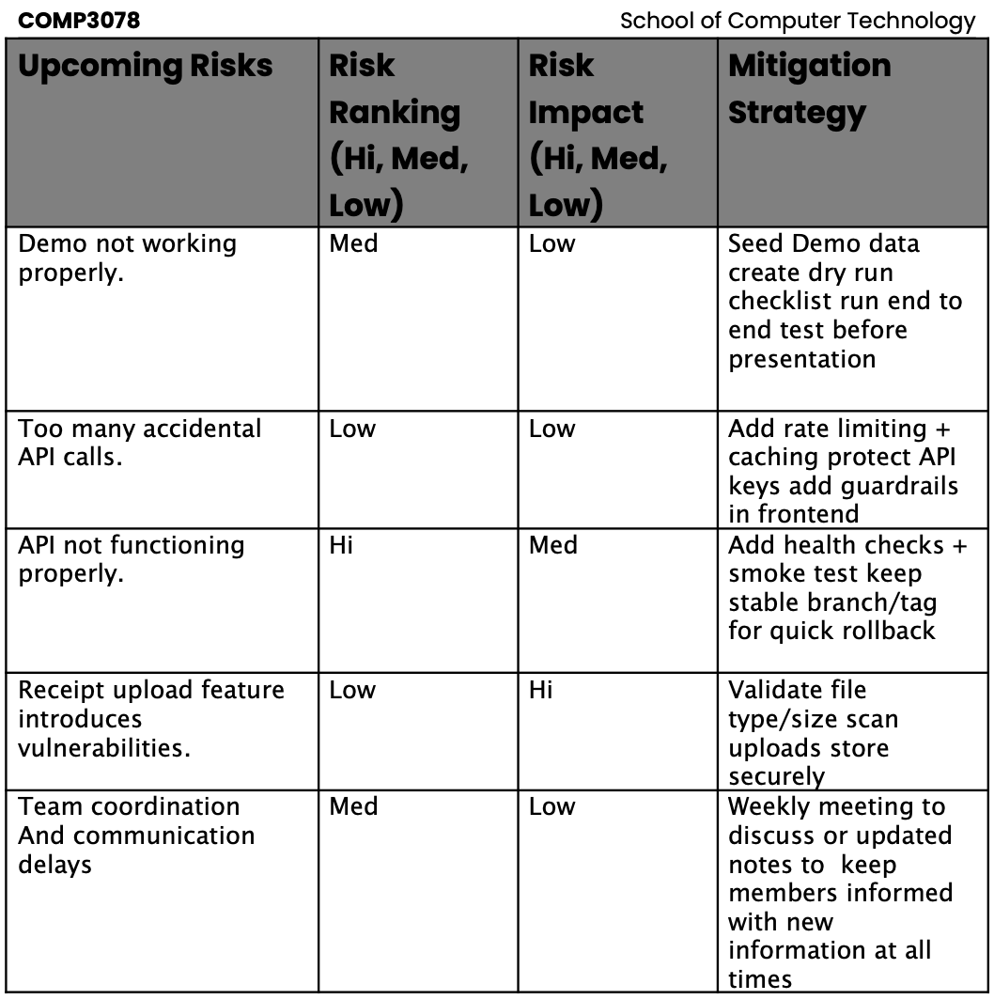 COMP3078
School of Computer Technology
Upcoming Risks
Risk
Ranking
(Hi, Med,
Low)
Risk
Impact
(Hi, Med,
Low)
Mitigation
Strategy
Demo not working
properly.
Med
Low
Seed Demo data
create dry run
checklist run end to
end test before
presentation
Too many accidental
API calls.
Low
Low
Add rate limiting +
caching protect API
keys add guardrails
in frontend
API not functioning
properly.
Hi
Med
Add health checks +
smoke test keep
stable branch/tag
for quick rollback
Receipt upload feature
introduces
vulnerabilities.
Low
Hi
Validate file
type/size scan
uploads store
securely
Team coordination
And communication
delays
Med
Low
Weekly meeting to
discuss or updated
notes to  keep
members informed
with new
information at all
times